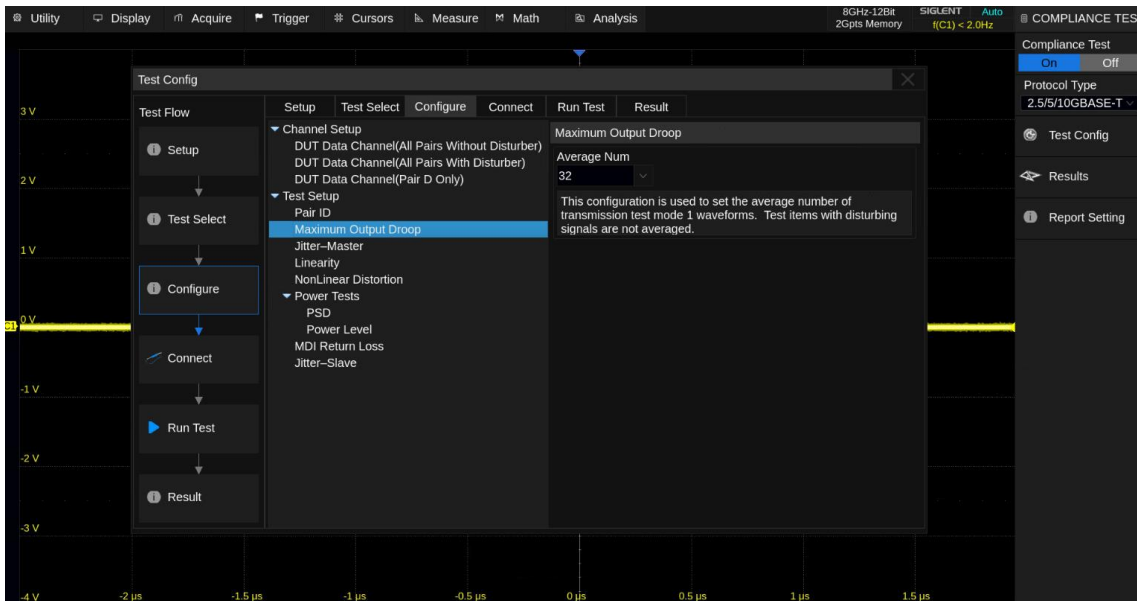 Utility Display Acquire Trigger Cursors Measure Math Analysis
8GHz-12Bit
2Gpts Memory
SIGLENT Auto
f(C1) < 2.0Hz
COMPLIANCE TES
Compliance Test
On Off
Protocol Type
2.5/5/10GBASE-T
Test Config
Results
Report Setting
Test Config
Test Flow
Setup
Test Select
Configure
Connect
Run Test
Result
Setup Test Select Configure Connect Run Test Result
Channel Setup
DUT Data Channel(All Pairs Without Disturber)
DUT Data Channel(All Pairs With Disturber)
DUT Data Channel(Pair D Only)
Test Setup
Pair ID
Maximum Output Droop
Jitter–Master
Linearity
NonLinear Distortion
Power Tests
PSD
Power Level
MDI Return Loss
Jitter–Slave
Maximum Output Droop
Average Num
32
This configuration is used to set the average number of
transmission test mode 1 waveforms. Test items with disturbing
signals are not averaged.
3 V
2 V
1 V
0 V
C1
-1 V
-2 V
-3 V
-4 V
-2 µs -1.5 µs -1 µs -0.5 µs 0 µs 0.5 µs 1 µs 1.5 µs